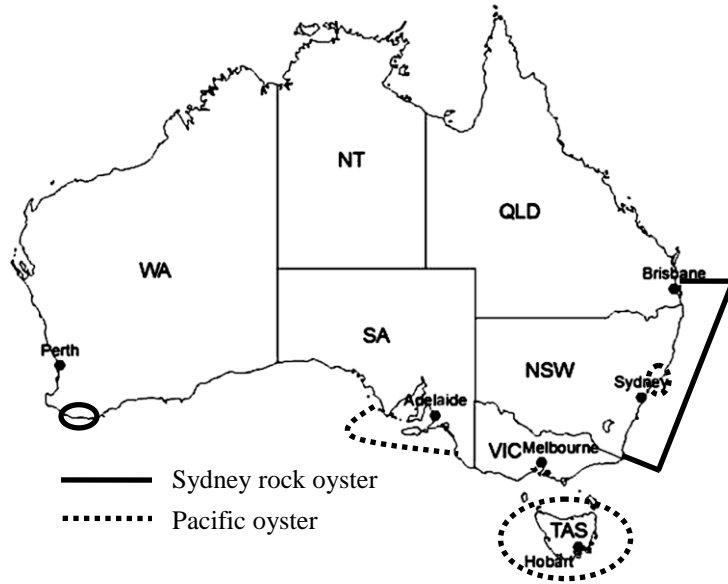 NT
QLD
WA
Brisbane
SA
Perth
NSW
Sydney
Adelaide
VIC
Melbourne
Sydney rock oyster
Pacific oyster
TAS
Hobart